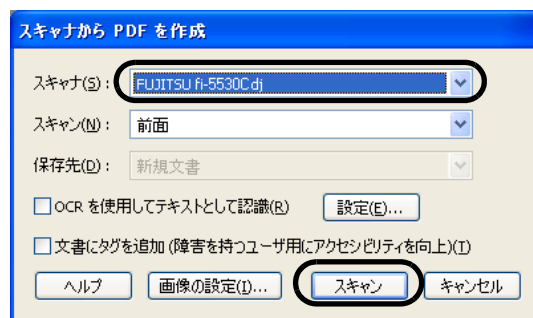 スキャナから PDF を作成
スキャナ(S): FUJITSU fi-5530Cdj
スキャン(N): 前面
保存先(D): 新規文書
OCR を使用してテキストとして認識(R) 設定(E)...
文書にタグを追加 (障害を持つユーザ用にアクセシビリティを向上)(T)
ヘルプ 画像の設定(I)... スキャン キャンセル